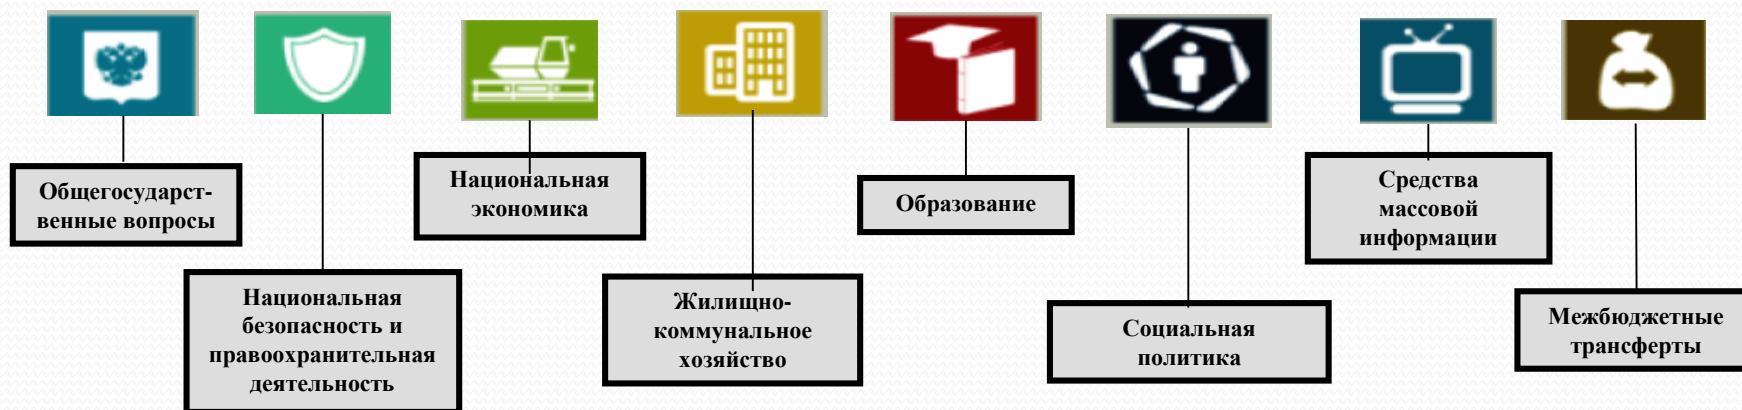 Общегосударст-
венные вопросы
Национальная
безопасность и
правоохранительная
деятельность
Национальная
экономика
Жилищно-
коммунальное
хозяйство
Образование
Социальная
политика
Средства
массовой
информации
Межбюджетные
трансферты